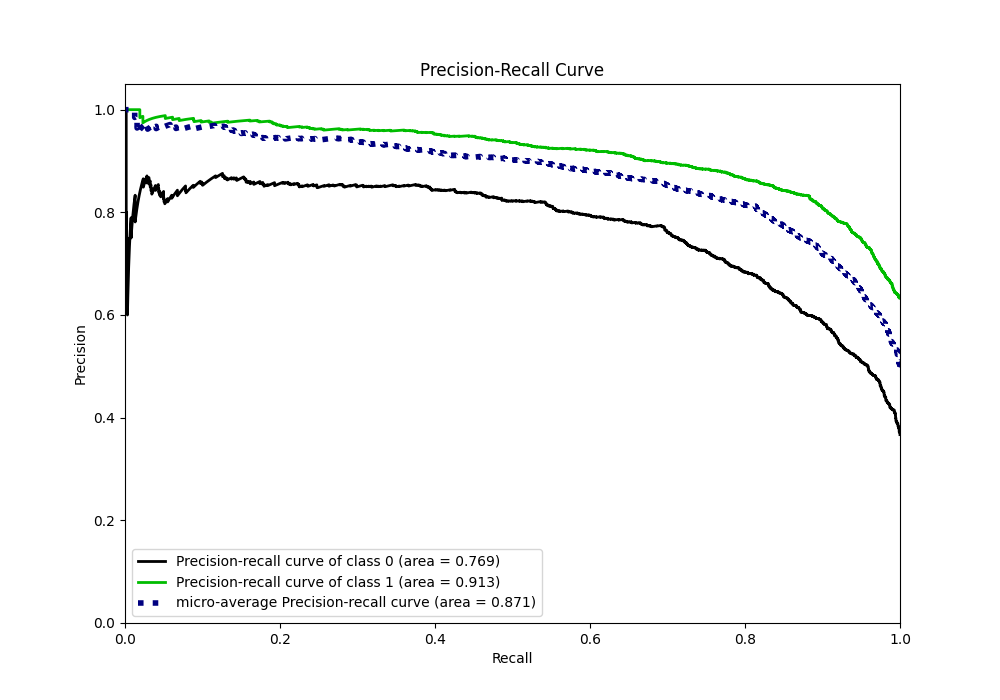 Precision-Recall Curve
1.0
0.8
0.6
0.4
0.2
0.0
Precision
0.0 0.2 0.4 0.6 0.8 1.0
Recall
Precision-recall curve of class 0 (area = 0.769)
Precision-recall curve of class 1 (area = 0.913)
micro-average Precision-recall curve (area = 0.871)